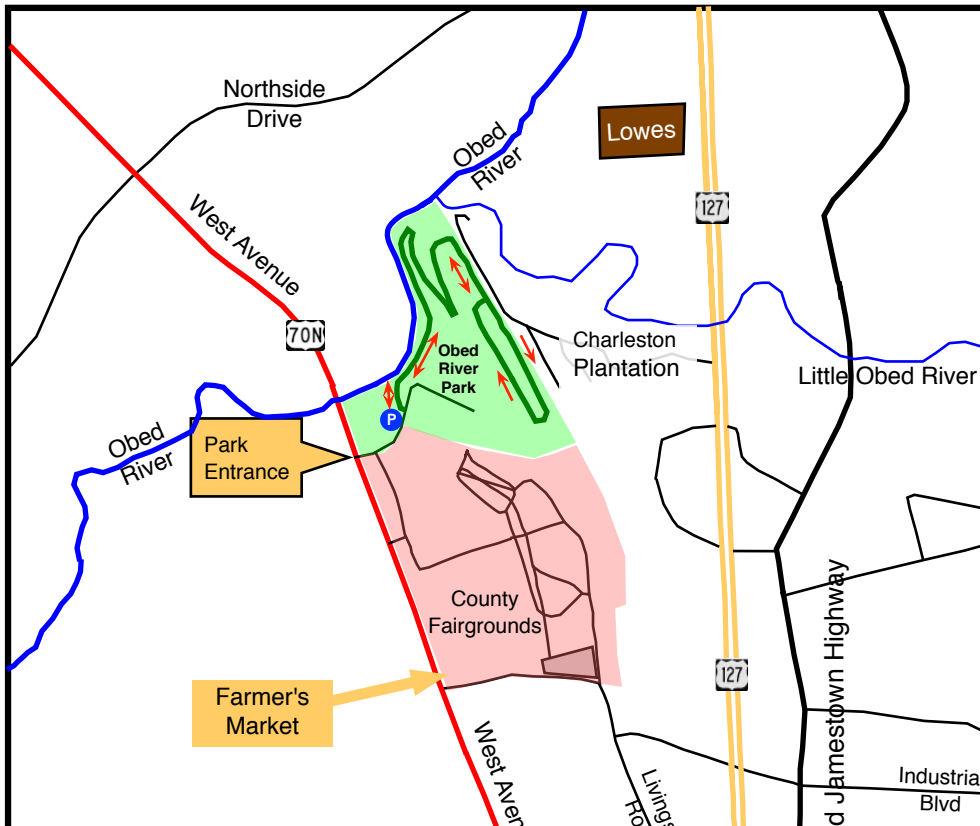 Northside
Drive
Obed
River
Lowes
127
West Avenue
70N
Obed
River
Park
Charleston
Plantation
Little Obed River
P
Obed
River
Park
Entrance
County
Fairgrounds
Farmer's
Market
127
d Jamestown Highway
West Aven
Livings
Ro
Industria
Blvd